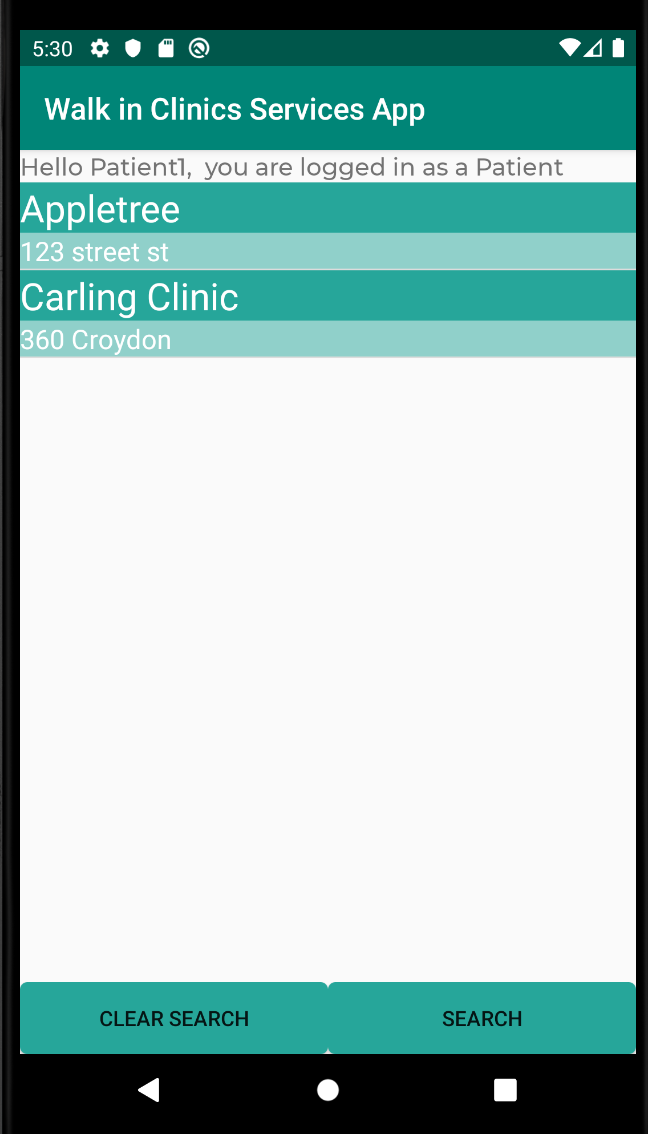 5:30
Walk in Clinics Services App
Hello Patient1, you are logged in as a Patient
Appletree
123 street st
Carling Clinic
360 Croydon
CLEAR SEARCH SEARCH